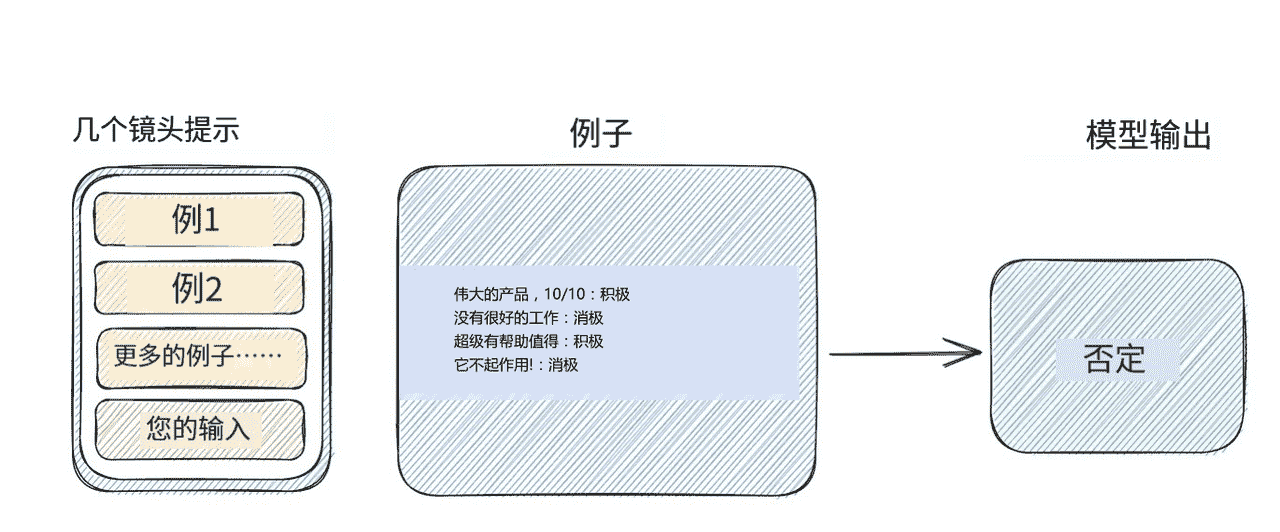 几个镜头提示
例子
模型输出
例1
例2
更多的例子……
您的输入
伟大的产品，10/10：积极
没有很好的工作：消极
超级有帮助值得：积极
它不起作用!：消极
否定